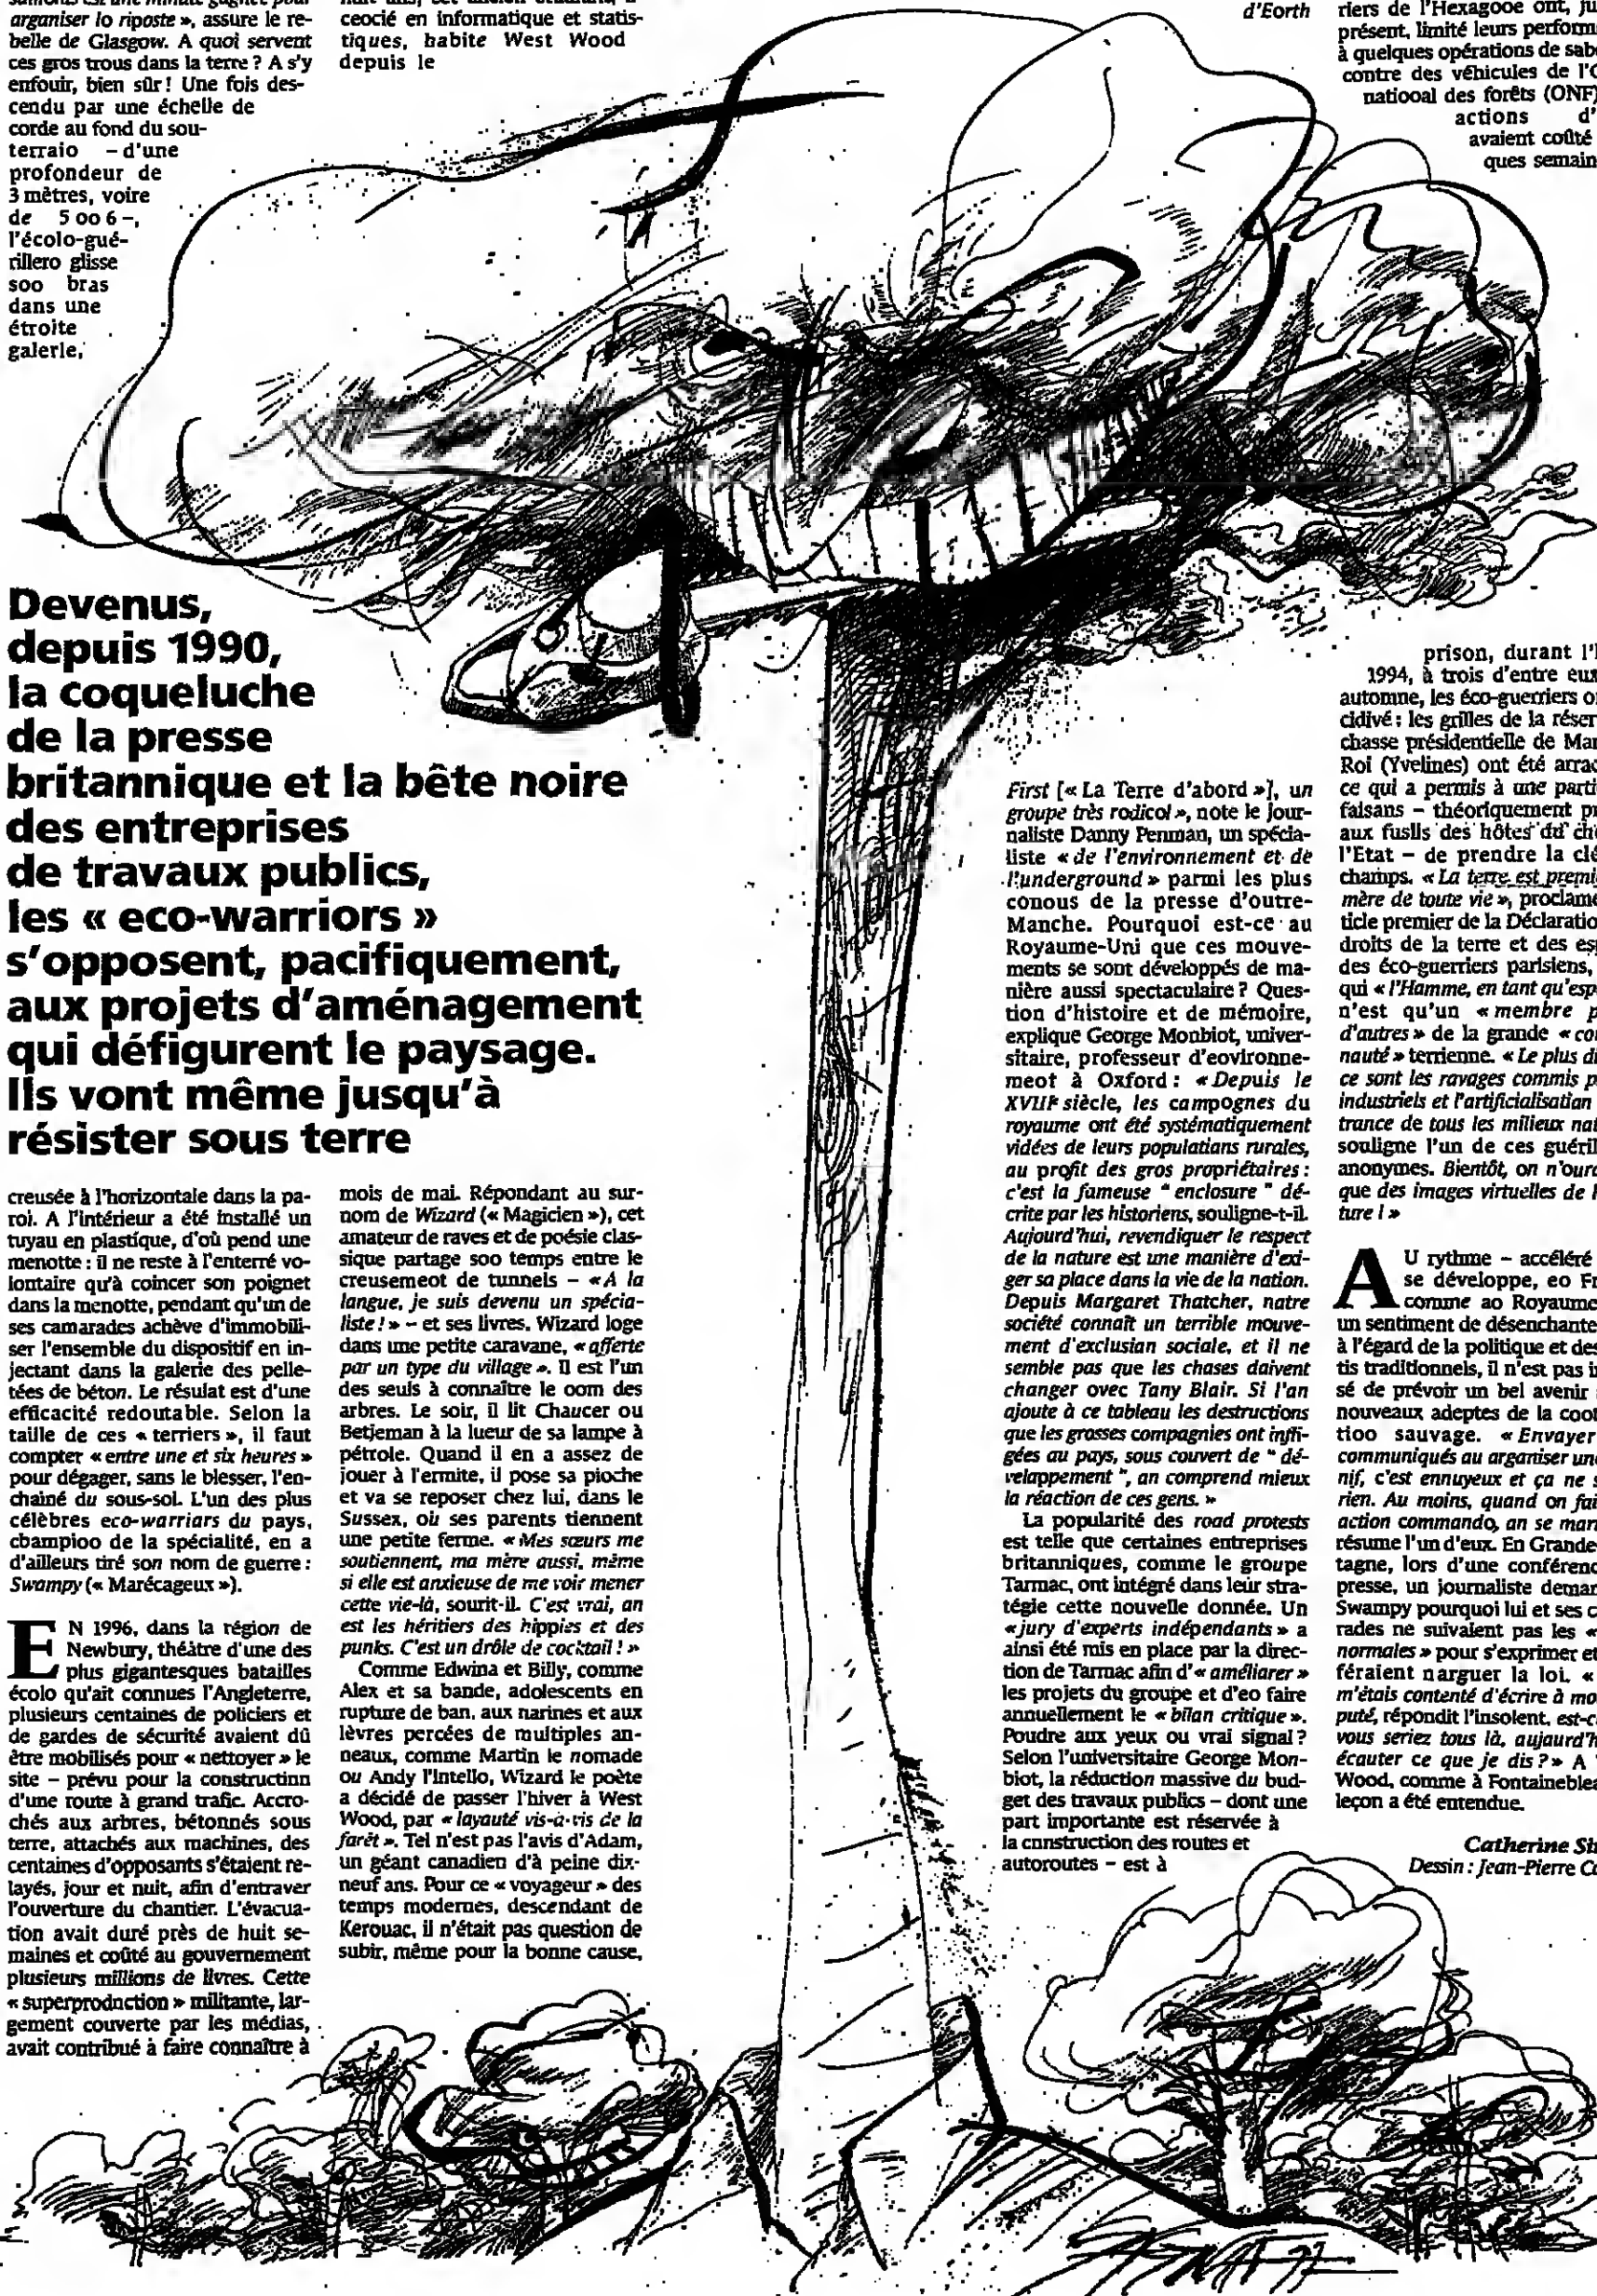 organiser lo riposte », assure le re-
belle de Glasgow. A quoi servent
ces gros trous dans la terre ? A s'y
enfouir, bien sûr ! Une fois des-
cendu par une échelle de
corde au fond du sou-
terraio – d'une
profondeur de
3 mètres, voire
de 5 oo 6 –,
l'écolo-gué-
rillero glisse
soo bras
dans une
étroite
galerie,
Devenus,
depuis 1990,
la coqueluche
de la presse
britannique et la bête noire
des entreprises
de travaux publics,
les « eco-warriors »
s'opposent, pacifiquement,
aux projets d'aménagement
qui défigurent le paysage.
Ils vont même jusqu'à
résister sous terre
creusée à l'horizontale dans la pa-
roi. A l'intérieur a été installé un
tuyau en plastique, d'où pend une
menotte : il ne reste à l'enterré vo-
lontaire qu'à coincer son poignet
dans la menotte, pendant qu'un de
ses camarades achève d'immobili-
ser l'ensemble du dispositif en in-
jectant dans la galerie des pelle-
tées de béton. Le résulat est d'une
efficacité redoutable. Selon la
taille de ces « terriers », il faut
compter « entre une et six heures »
pour dégager, sans le blesser, l'en-
chaîné du sous-sol. L'un des plus
célèbres eco-warriars du pays,
champioo de la spécialité, en a
d'ailleurs tiré son nom de guerre :
Swampy (« Marécageux »).
EN 1996, dans la région de
Newbury, théâtre d'une des
plus gigantesques batailles
écolo qu'ait connues l'Angleterre,
plusieurs centaines de policiers et
de gardes de sécurité avaient dû
être mobilisés pour « nettoyer » le
site – prévu pour la constructinn
d'une route à grand trafic. Accro-
chés aux arbres, bétonnés sous
terre, attachés aux machines, des
centaines d'opposants s'étaient re-
layés, jour et nuit, afin d'entraver
l'ouverture du chantier. L'évacua-
tion avait duré près de huit se-
maines et coûté au gouvernement
plusieurs millions de livres. Cette
« superprodnction » militante, lar-
gement couverte par les médias,
avait contribué à faire connaître à
ceocié en informatique et statis-
tiques, habite West Wood
depuis le
mois de mai. Répondant au sur-
nom de Wizard (« Magicien »), cet
amateur de raves et de poésie clas-
sique partage soo temps entre le
creusemeot de tunnels – « A la
langue, je suis devenu un spécia-
liste ! » – et ses livres. Wizard loge
dans une petite caravane, « afferte
par un type du village ». Il est l'un
des seuls à connaître le oom des
arbres. Le soir, il lit Chaucer ou
Betjeman à la lueur de sa lampe à
pétrole. Quand il en a assez de
jouer à l'ermite, il pose sa pioche
et va se reposer chez lui, dans le
Sussex, où ses parents tiennent
une petite ferme. « Mes sœurs me
soutiennent, ma mère aussi, même
si elle est anxieuse de me voir mener
cette vie-là, sourit-il. C'est vrai, an
est les héritiers des hippies et des
punks. C'est un drôle de cocktail ! »
Comme Edwina et Billy, comme
Alex et sa bande, adolescents en
rupture de ban, aux narines et aux
lèvres percées de multiples an-
neaux, comme Martin le nomade
ou Andy l'Intello, Wizard le poète
a décidé de passer l'hiver à West
Wood, par « layauté vis-à-vis de la
farêt ». Tel n'est pas l'avis d'Adam,
un géant canadien d'à peine dix-
neuf ans. Pour ce « voyageur » des
temps modernes, descendant de
Kerouac, il n'était pas question de
subir, même pour la bonne cause,
d'Eorth
First [« La Terre d'abord »], un
groupe très rodicol », note le jour-
naliste Danny Penman, un spécia-
liste « de l'environnement et de
l'underground » parmi les plus
conous de la presse d'outre-
Manche. Pourquoi est-ce au
Royaume-Uni que ces mouve-
ments se sont développés de ma-
nière aussi spectaculaire ? Ques-
tion d'histoire et de mémoire,
explique George Monbiot, univer-
sitaire, professeur d'eovironne-
meot à Oxford : « Depuis le
XVIIIe siècle, les campognes du
royaume ont été systématiquement
vidées de leurs populations rurales,
au profit des gros propriétaires :
c'est la fameuse " enclosure " dé-
crite par les historiens, souligne-t-il.
Aujourd'hui, revendiquer le respect
de la nature est une manière d'exi-
ger sa place dans la vie de la nation.
Depuis Margaret Thatcher, natre
société connaît un terrible mouve-
ment d'exclusian sociale, et il ne
semble pas que les chases daivent
changer ovec Tany Blair. Si l'an
ajoute à ce tableau les destructions
que les grasses compagnies ont infli-
gées au pays, sous couvert de " dé-
velappement ", an comprend mieux
la réaction de ces gens. »
La popularité des road protests
est telle que certaines entreprises
britanniques, comme le groupe
Tarmac, ont intégré dans leur stra-
tégie cette nouvelle donnée. Un
« jury d'experts indépendants » a
ainsi été mis en place par la direc-
tion de Tarmac afin d'« améliarer »
les projets du groupe et d'eo faire
annuellement le « bilan critique ».
Poudre aux yeux ou vrai signal ?
Selon l'universitaire George Mon-
biot, la réduction massive du bud-
get des travaux publics – dont une
part importante est réservée à
la cnnstruction des routes et
autoroutes – est à
riers de l'Hexagooe ont, ju
présent, limité leurs perform
à quelques opérations de sab
contre des véhicules de l'O
natiooal des forêts (ONF)
actions d'
avaient coûté
ques semain
prison, durant l'h
1994, à trois d'entre eux
automne, les éco-guerriers o
cidivé : les grilles de la réser
chasse présidentielle de Mar
Roi (Yvelines) ont été arrac
ce qui a permis à une parti
faisans – théoriquement pr
aux fusils des hôtes dd che
l'Etat – de prendre la clé
champs. « La terre est premi
mère de toute vie », proclame
ticle premier de la Déclaratio
droits de la terre et des esp
des éco-guerriers parisiens,
qui « l'Hamme, en tant qu'esp
n'est qu'un « membre p
d'autres » de la grande « co
nauté » terrienne. « Le plus di
ce sont les ravages commis p
industriels et l'artificialisatian
trance de tous les milieux nat
souligne l'un de ces guéril
anonymes. Bientôt, on n'oura
que des images virtuelles de l
ture ! »
AU rythme – accéléré
se développe, eo Fr
comme ao Royaume
un sentiment de désenchante
à l'égard de la politique et des
tis traditionnels, il n'est pas i
sé de prévoir un bel avenir
nouveaux adeptes de la coot
tioo sauvage. « Envayer
communiqués au arganiser une
nif, c'est ennuyeux et ça ne s
rien. Au moins, quand on fai
action commando, an se mar
résume l'un d'eux. En Grande
tagne, lors d'une conférenc
presse, un journaliste deman
Swampy pourquoi lui et ses c
rades ne suivaient pas les «
normales » pour s'exprimer et
féraient narguer la loi. «
m'étais contenté d'écrire à mo
puté, répondit l'insolent, est-c
vous seriez tous là, aujourd'h
écauter ce que je dis ? » A
Wood, comme à Fontaineblea
leçon a été entendue.
Catherine Si
Dessin : Jean-Pierre Ca